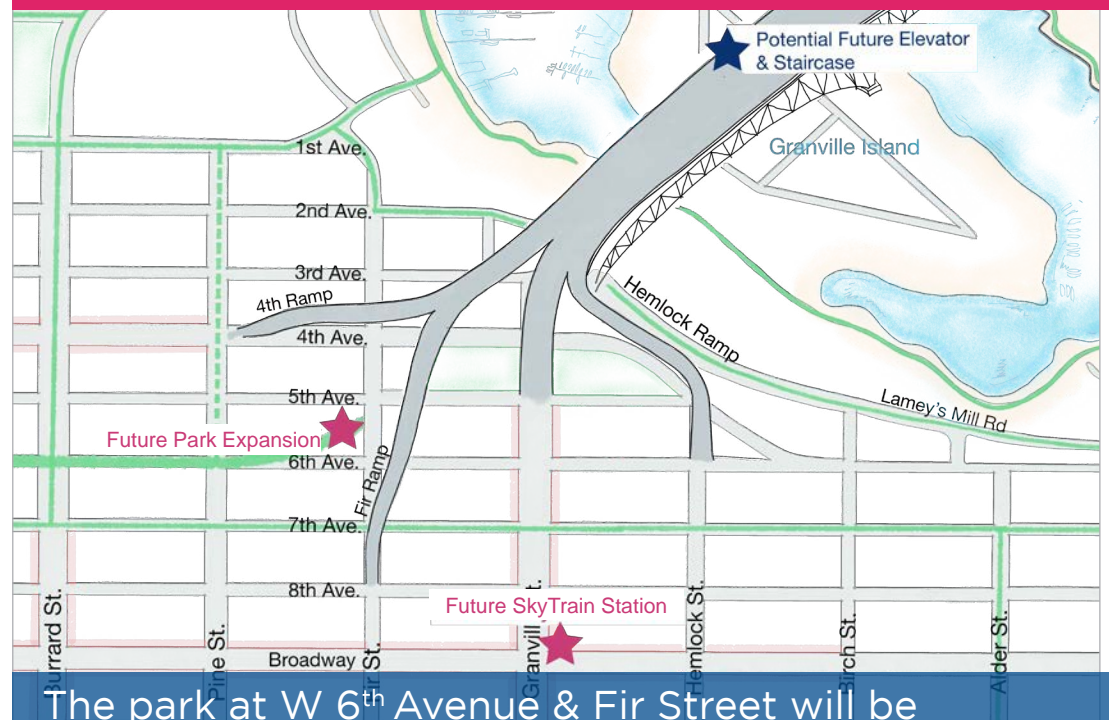 Potential Future Elevator
& Staircase
Granville Island
1st Ave.
2nd Ave.
3rd Ave.
4th Ramp
4th Ave.
Hemlock Ramp
Lamey's Mill Rd
5th Ave.
Future Park Expansion
6th Ave.
Fir Ramp
7th Ave.
8th Ave.
Future SkyTrain Station
Broadway
Burrard St.
Pine St.
Fir St.
Granvill t.
Hemlock St.
Birch St.
Alder St.
The park at W 6th Avenue & Fir Street will be